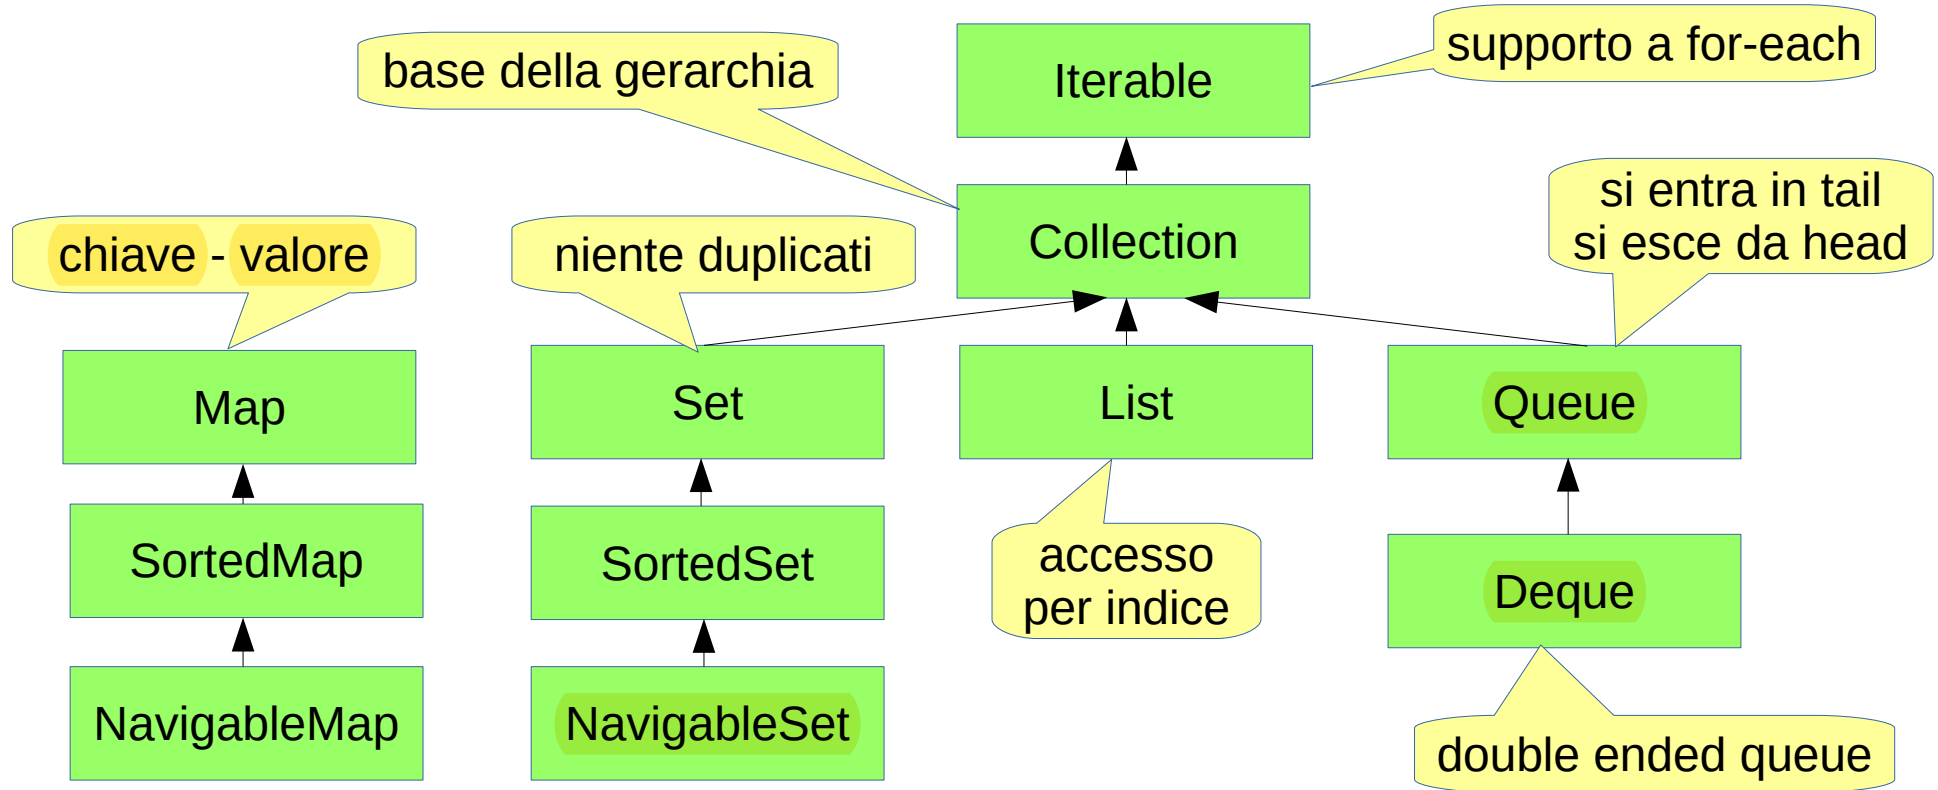 base della gerarchia
Iterable
supporto a for-each
chiave - valore
niente duplicati
Collection
si entra in tail
si esce da head
Map
Set
List
Queue
SortedMap
SortedSet
accesso
per indice
Deque
NavigableMap
NavigableSet
double ended queue